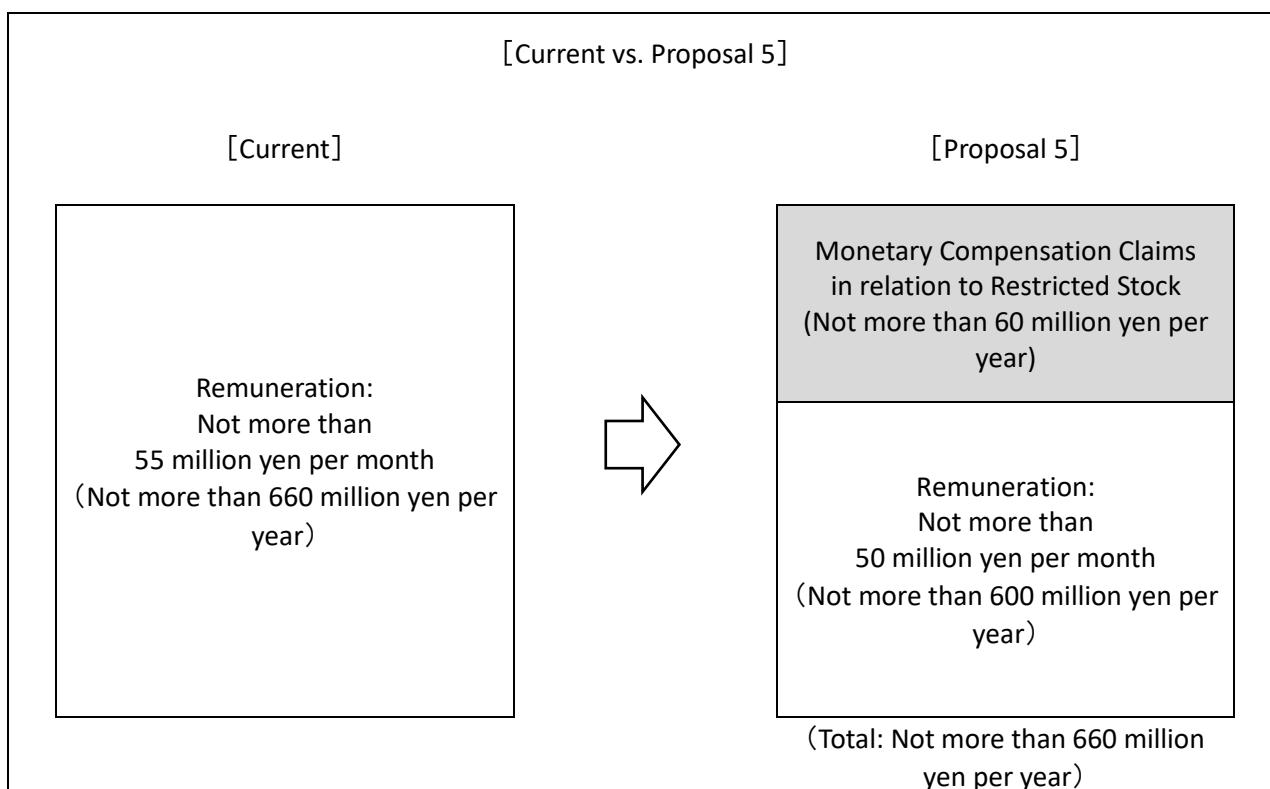 ［Current vs. Proposal 5］
［Current］
［Proposal 5］
Remuneration:
Not more than
55 million yen per month
（Not more than 660 million yen per
year）
Monetary Compensation Claims
in relation to Restricted Stock
(Not more than 60 million yen per
year)
Remuneration:
Not more than
50 million yen per month
（Not more than 600 million yen per
year）
（Total: Not more than 660 million
yen per year）